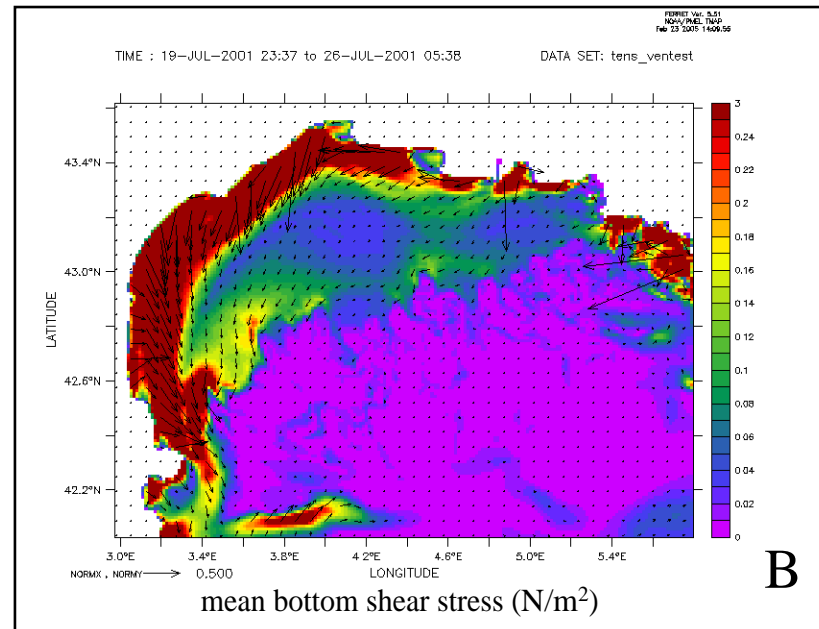 FERRET Ver. 5.51
NOAA/PMEL TMAP
Feb 23 2005 14:09:55
TIME : 19-JUL-2001 23:37 to 26-JUL-2001 05:38
DATA SET: tens_ventest
43.4°N
43.0°N
42.6°N
42.2°N
LATITUDE
3.0°E
3.4°E
3.8°E
4.2°E
4.6°E
5.0°E
5.4°E
LONGITUDE
3
0.24
0.22
0.2
0.18
0.16
0.14
0.12
0.1
0.08
0.06
0.04
0.02
0
NORMX , NORMY
0.500
mean bottom shear stress (N/m²)
B